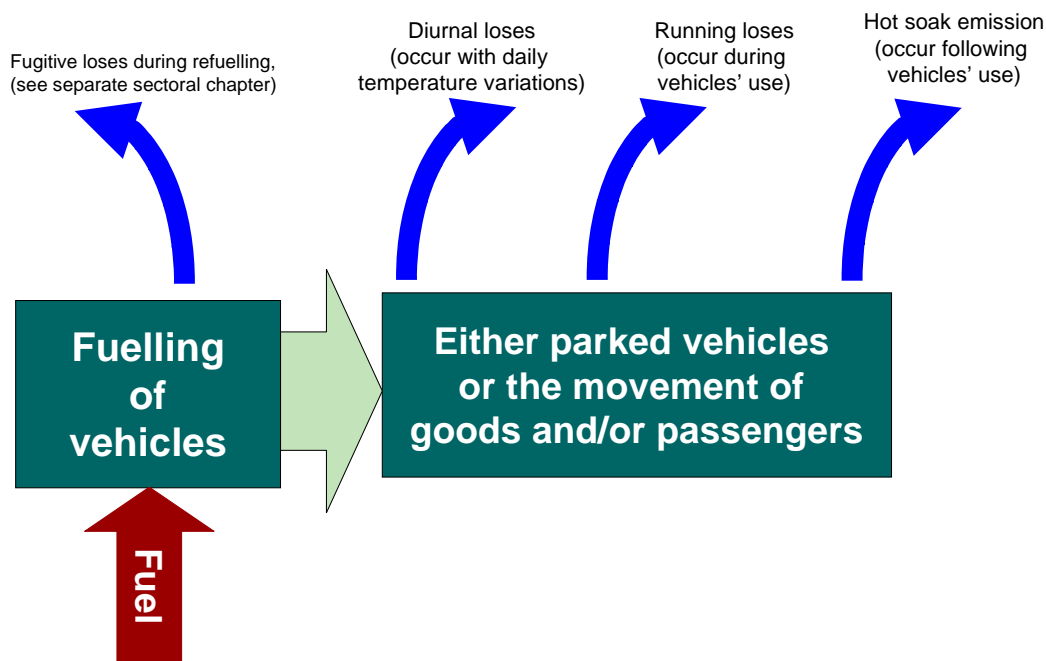 Fugitive loses during refuelling,
(see separate sectoral chapter)
Diurnal loses
(occur with daily
temperature variations)
Running loses
(occur during
vehicles' use)
Hot soak emission
(occur following
vehicles' use)
Fuelling
of
vehicles
Either parked vehicles
or the movement of
goods and/or passengers
Fuel